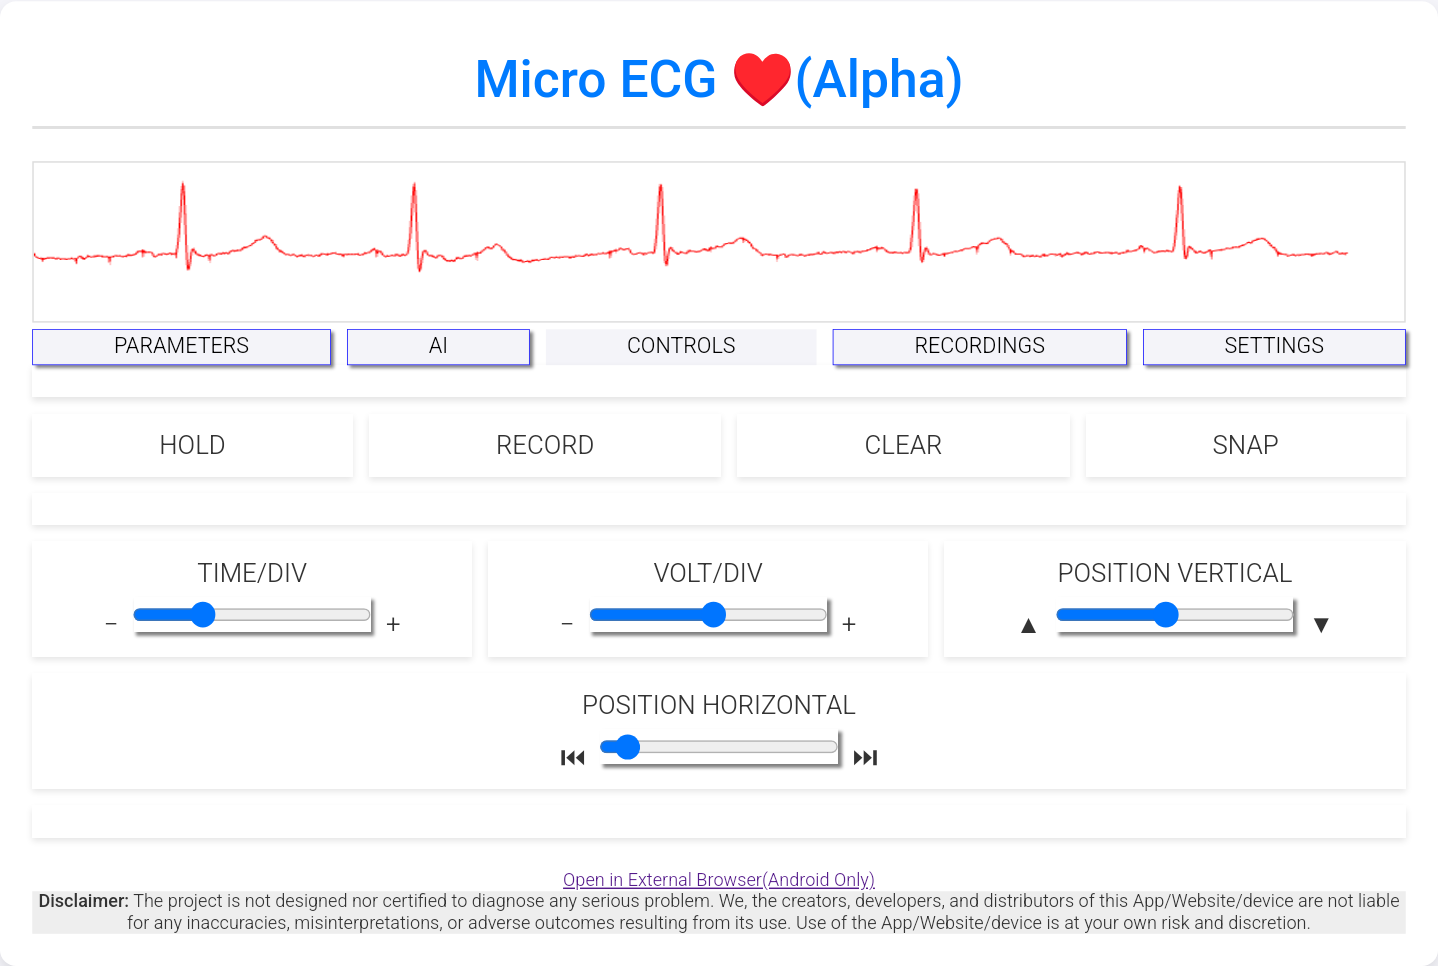 Micro ECG ❤️(Alpha)
PARAMETERS
AI
CONTROLS
RECORDINGS
SETTINGS
HOLD
RECORD
CLEAR
SNAP
TIME/DIV
VOLT/DIV
POSITION VERTICAL
− +
− +
▲ ▼
POSITION HORIZONTAL
⏮ ⏭
Open in External Browser(Android Only)
Disclaimer: The project is not designed nor certified to diagnose any serious problem. We, the creators, developers, and distributors of this App/Website/device are not liable
for any inaccuracies, misinterpretations, or adverse outcomes resulting from its use. Use of the App/Website/device is at your own risk and discretion.